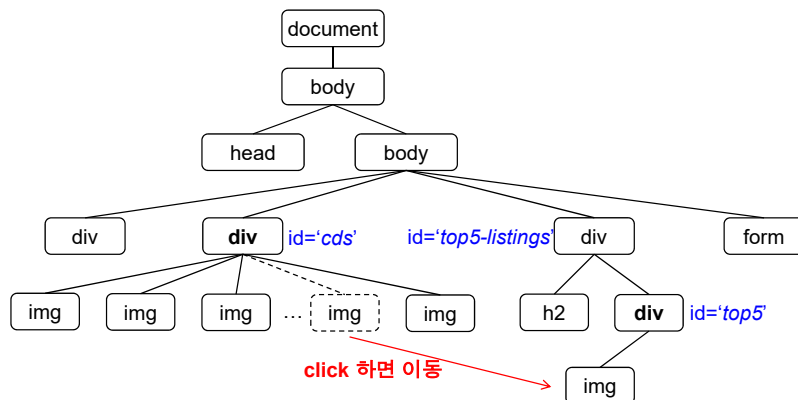 document
body
head
body
div
div
id=‘cds’
id=‘top5-listings’
div
form
img
img
img
...
img
img
h2
div
id=‘top5’
click 하면 이동
img